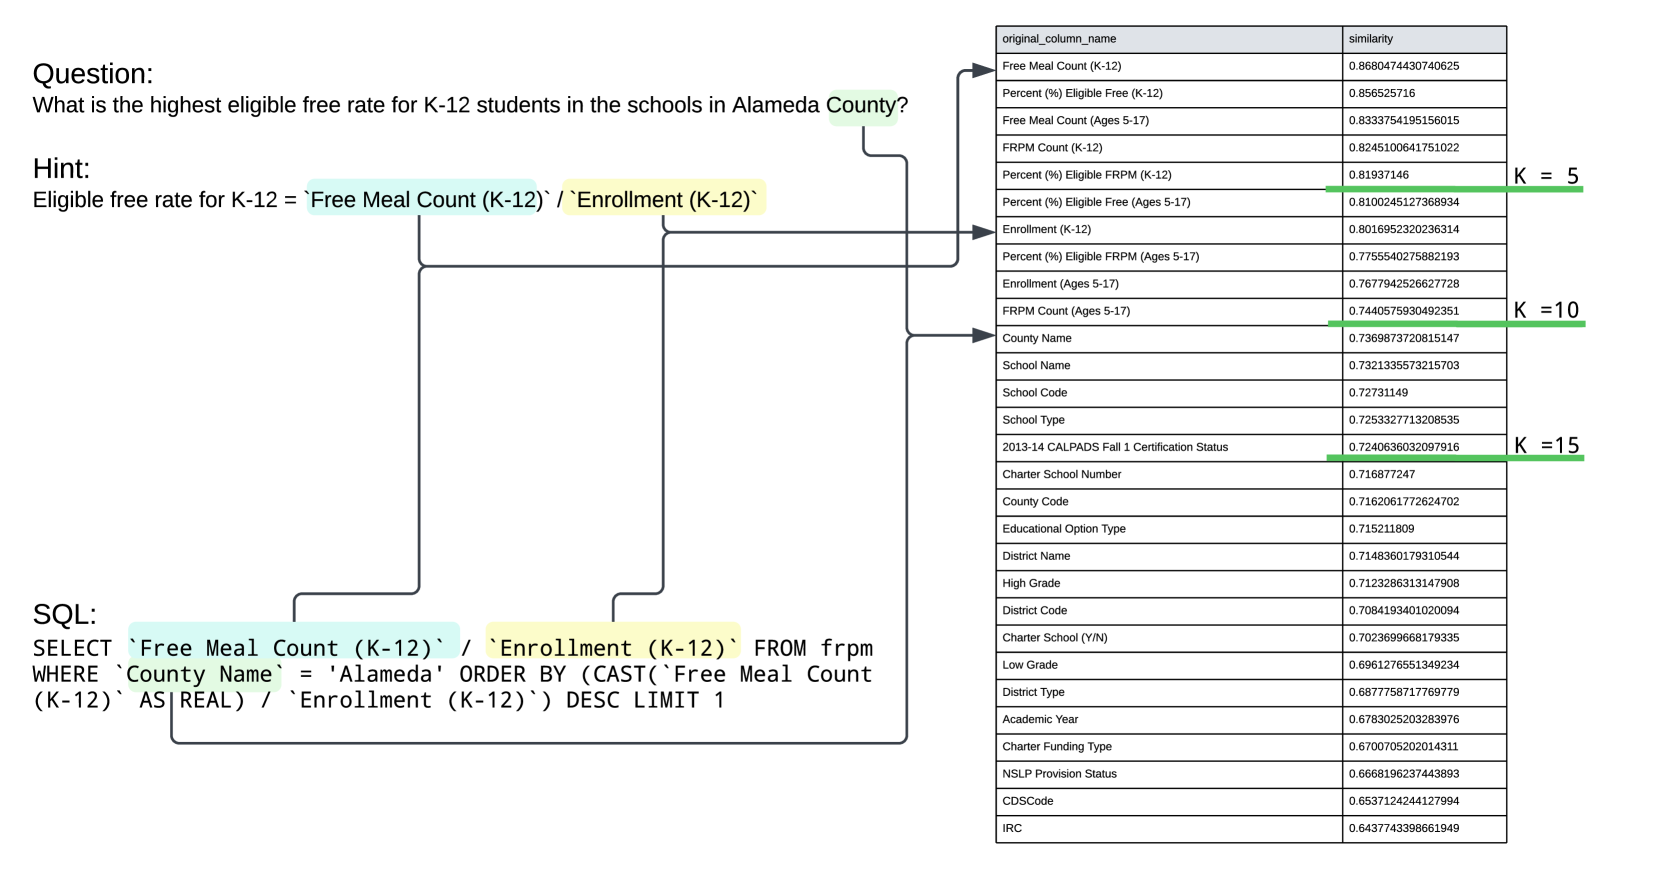 Question:
What is the highest eligible free rate for K-12 students in the schools in Alameda County?
Hint:
Eligible free rate for K-12 = `Free Meal Count (K-12)` / `Enrollment (K-12)`
SQL:
SELECT `Free Meal Count (K-12)` / `Enrollment (K-12)` FROM frpm
WHERE `County Name` = 'Alameda' ORDER BY (CAST(`Free Meal Count
(K-12)` AS REAL) / `Enrollment (K-12)`) DESC LIMIT 1
original_column_name similarity
Free Meal Count (K-12) 0.8680474430740625
Percent (%) Eligible Free (K-12) 0.856525716
Free Meal Count (Ages 5-17) 0.8333754195156015
FRPM Count (K-12) 0.8245100641751022
Percent (%) Eligible FRPM (K-12) 0.81937146 K = 5
Percent (%) Eligible Free (Ages 5-17) 0.8100245127368934
Enrollment (K-12) 0.8016952320236314
Percent (%) Eligible FRPM (Ages 5-17) 0.7755540275882193
Enrollment (Ages 5-17) 0.7677942526627728
FRPM Count (Ages 5-17) 0.7440575930492351 K =10
County Name 0.7369873720815147
School Name 0.7321335573215703
School Code 0.72731149
School Type 0.7253327713208535
2013-14 CALPADS Fall 1 Certification Status 0.7240636032097916 K =15
Charter School Number 0.716877247
County Code 0.7162061772624702
Educational Option Type 0.715211809
District Name 0.7148360179310544
High Grade 0.7123286313147908
District Code 0.7084193401020094
Charter School (Y/N) 0.7023699668179335
Low Grade 0.6961276551349234
District Type 0.6877758717769779
Academic Year 0.6783025203283976
Charter Funding Type 0.6700705202014311
NSLP Provision Status 0.6668196237443893
CDSCode 0.6537124244127994
IRC 0.6437743398661949